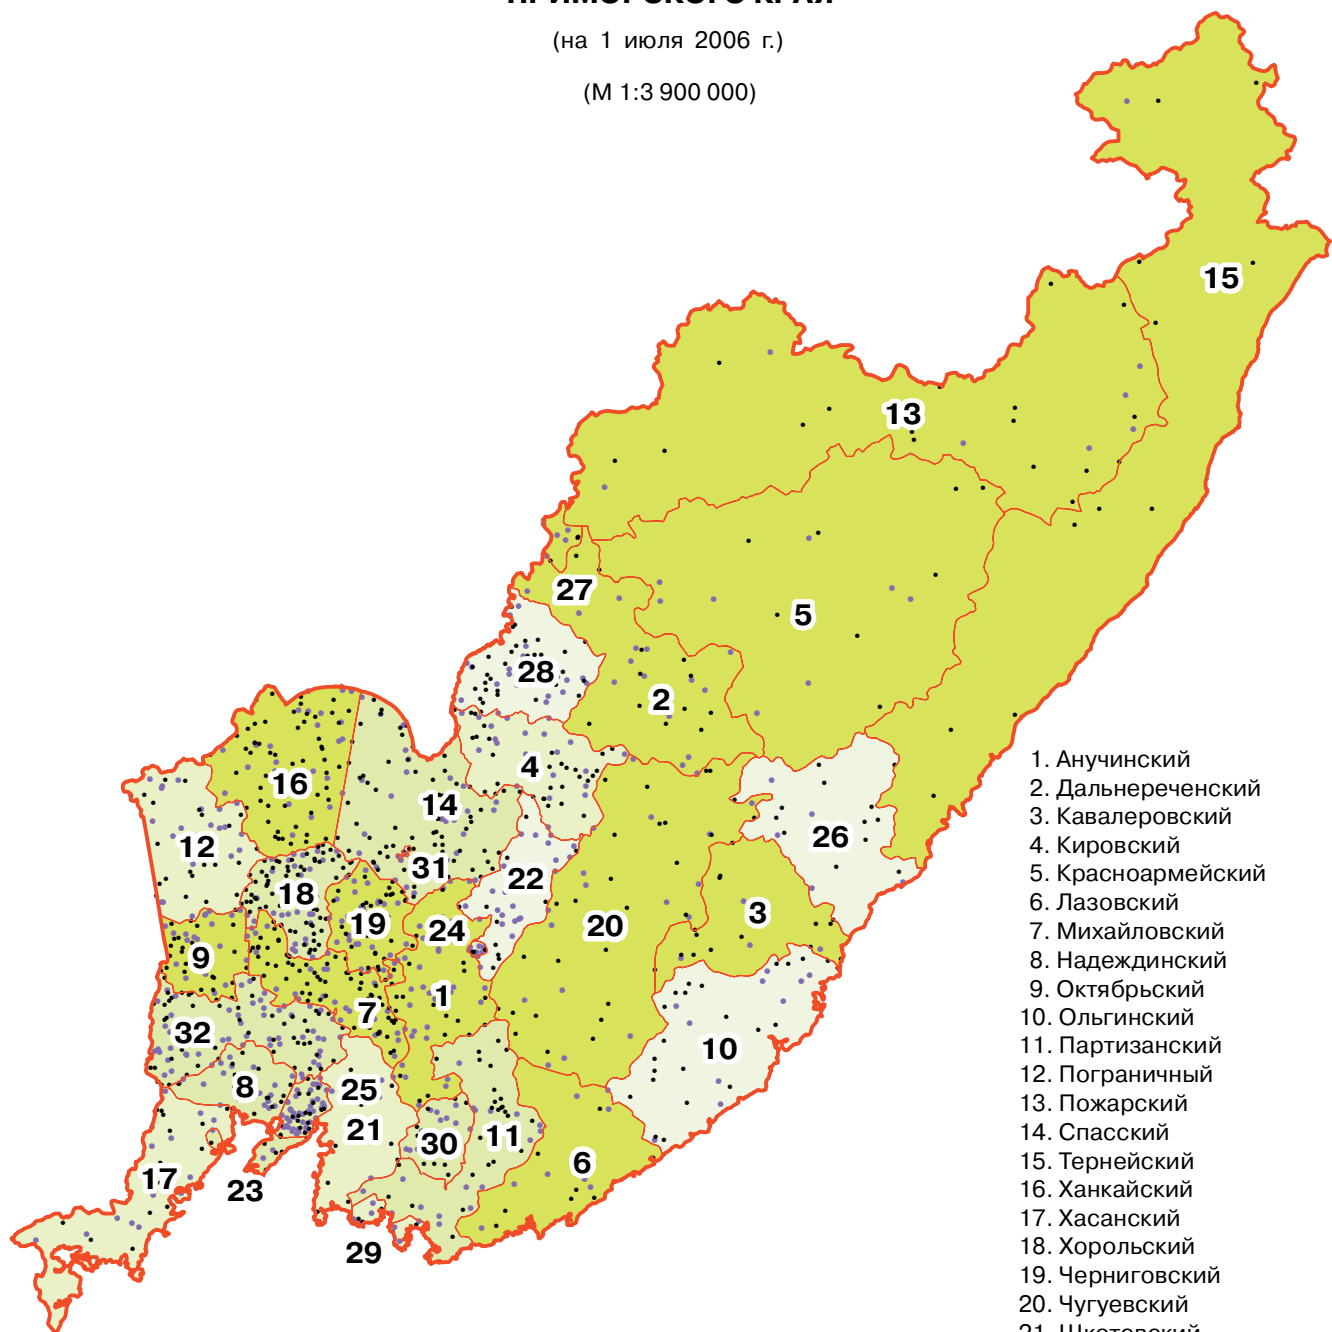 ПРИМОРСКОГО КРАЯ
(на 1 июля 2006 г.)
(М 1:3 900 000)
15
13
27
5
28
2
4
16
14
26
12
31
22
18
3
19
20
24
9
1
7
32
10
8
25
21
30
11
6
17
23
29
1. Анучинский
2. Дальнереченский
3. Кавалеровский
4. Кировский
5. Красноармейский
6. Лазовский
7. Михайловский
8. Надеждинский
9. Октябрьский
10. Ольгинский
11. Партизанский
12. Пограничный
13. Пожарский
14. Спасский
15. Тернейский
16. Ханкайский
17. Хасанский
18. Хорольский
19. Черниговский
20. Чугуевский
21. Шкотовский